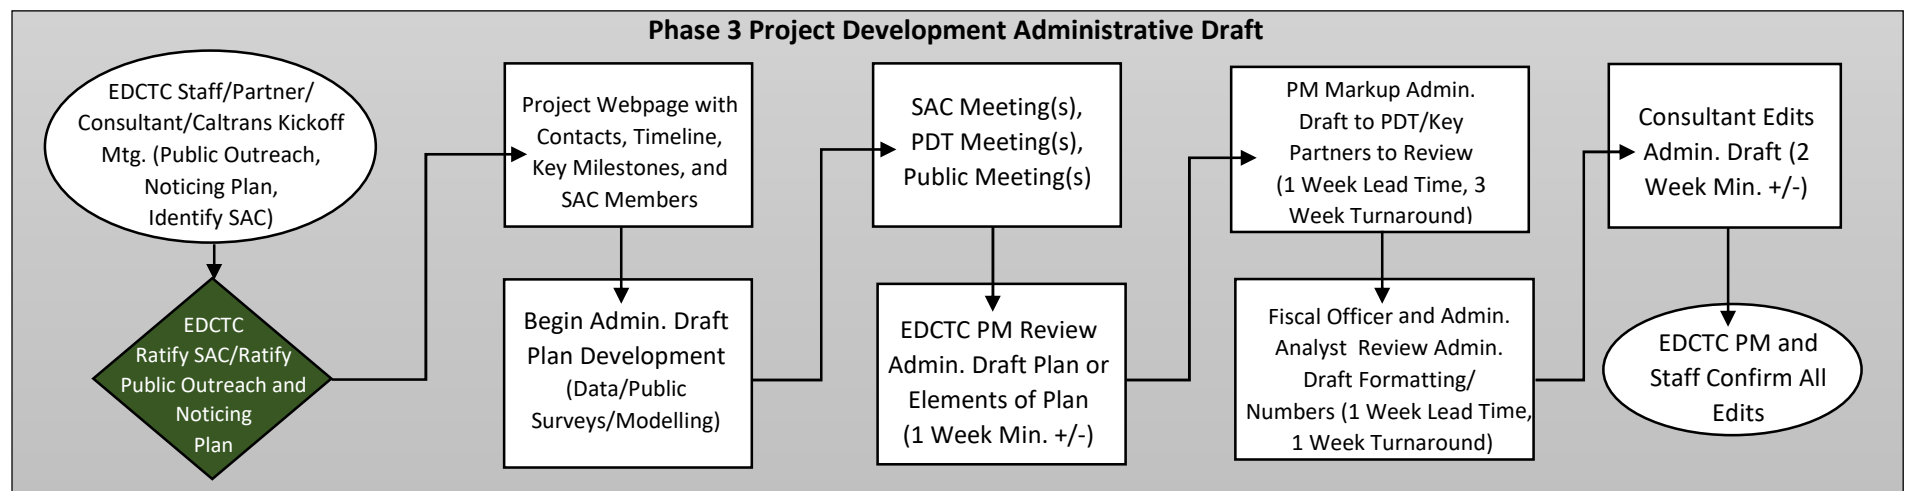 Phase 3 Project Development Administrative Draft
EDCTC Staff/Partner/
Consultant/Caltrans Kickoff
Mtg. (Public Outreach,
Noticing Plan,
Identify SAC)
EDCTC
Ratify SAC/Ratify
Public Outreach and
Noticing
Plan
Project Webpage with
Contacts, Timeline,
Key Milestones, and
SAC Members
Begin Admin. Draft
Plan Development
(Data/Public
Surveys/Modelling)
SAC Meeting(s),
PDT Meeting(s),
Public Meeting(s)
EDCTC PM Review
Admin. Draft Plan or
Elements of Plan
(1 Week Min. +/-)
PM Markup Admin.
Draft to PDT/Key
Partners to Review
(1 Week Lead Time, 3
Week Turnaround)
Fiscal Officer and Admin.
Analyst Review Admin.
Draft Formatting/
Numbers (1 Week Lead Time,
1 Week Turnaround)
Consultant Edits
Admin. Draft (2
Week Min. +/-)
EDCTC PM and
Staff Confirm All
Edits